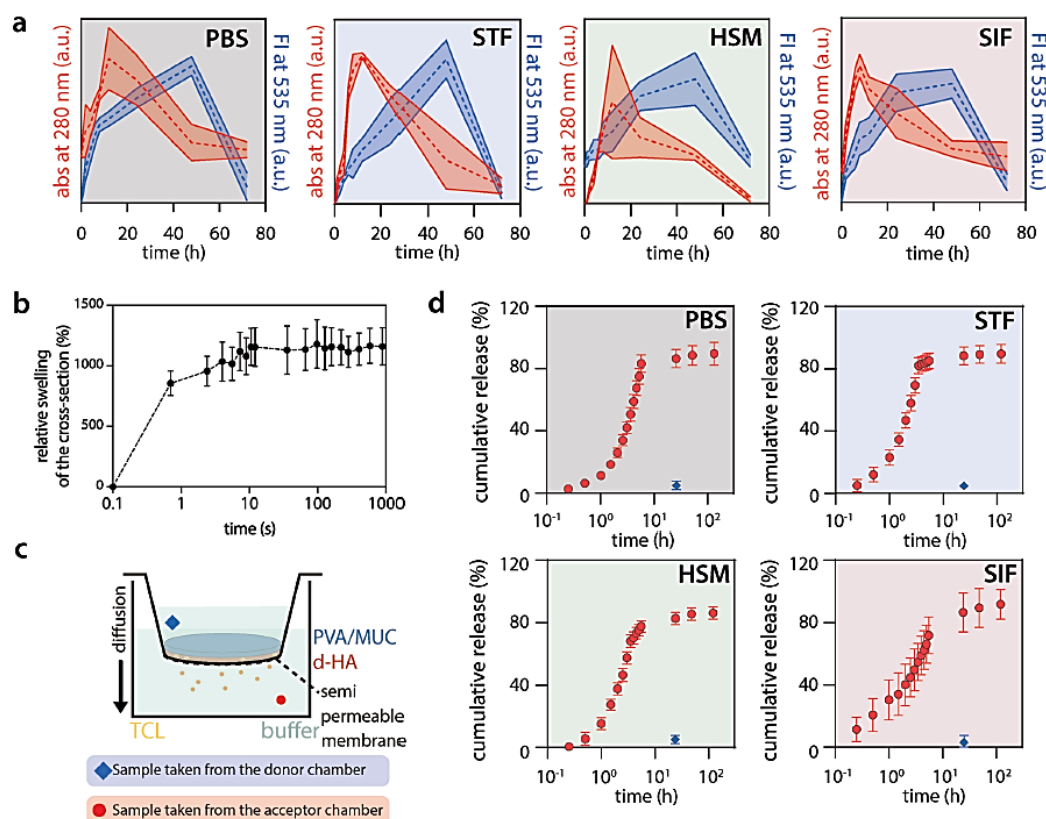 a
PBS
abs at 280 nm (a.u.)
Fl at 535 nm (a.u.)
0 20 40 60 80
time (h)
STF
abs at 280 nm (a.u.)
Fl at 535 nm (a.u.)
0 20 40 60 80
time (h)
HSM
abs at 280 nm (a.u.)
Fl at 535 nm (a.u.)
0 20 40 60 80
time (h)
SIF
abs at 280 nm (a.u.)
Fl at 535 nm (a.u.)
0 20 40 60 80
time (h)
b
relative swelling
of the cross-section (%)
1500
1000
500
0
0.1 1 10 100 1000
time (s)
c
diffusion
PVA/MUC
d-HA
semi
permeable
membrane
TCL
buffer
Sample taken from the donor chamber
Sample taken from the acceptor chamber
d
PBS
cumulative release (%)
120
80
40
0
10⁻¹ 10⁰ 10¹ 10²
time (h)
STF
cumulative release (%)
120
80
40
0
10⁻¹ 10⁰ 10¹ 10²
time (h)
HSM
cumulative release (%)
120
80
40
0
10⁻¹ 10⁰ 10¹ 10²
time (h)
SIF
cumulative release (%)
120
80
40
0
10⁻¹ 10⁰ 10¹ 10²
time (h)